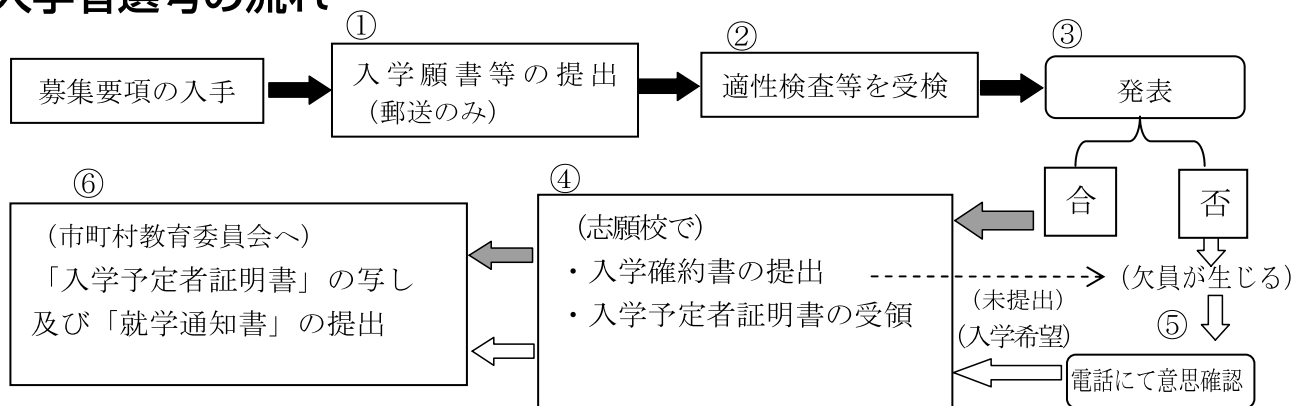 入学者選考の流れ
①
②
③
募集要項の入手
入学願書等の提出
（郵送のみ）
適性検査等を受検
発表
合
否
⑥
④
（市町村教育委員会へ）
「入学予定者証明書」の写し
及び「就学通知書」の提出
（志願校で）
・入学確約書の提出
・入学予定者証明書の受領
（未提出）
（入学希望）
（欠員が生じる）
⑤
電話にて意思確認